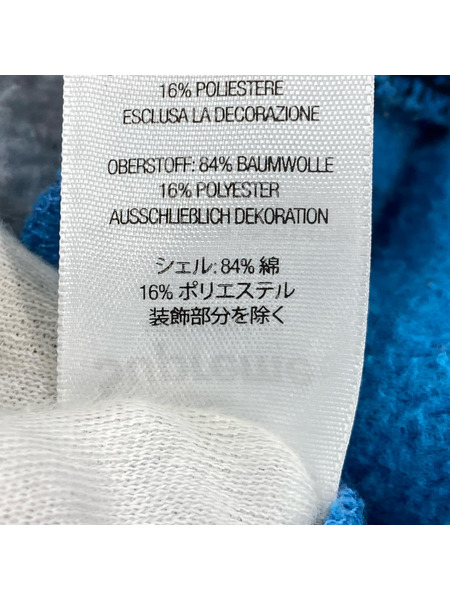 16% POLIESTERE
ESCLUSA LA DECORAZIONE
OBERSTOFF: 84% BAUMWOLLE
16% POLYESTER
AUSSCHLIEßLICH DEKORATION
シェル: 84% 綿
16% ポリエステル
装飾部分を除く